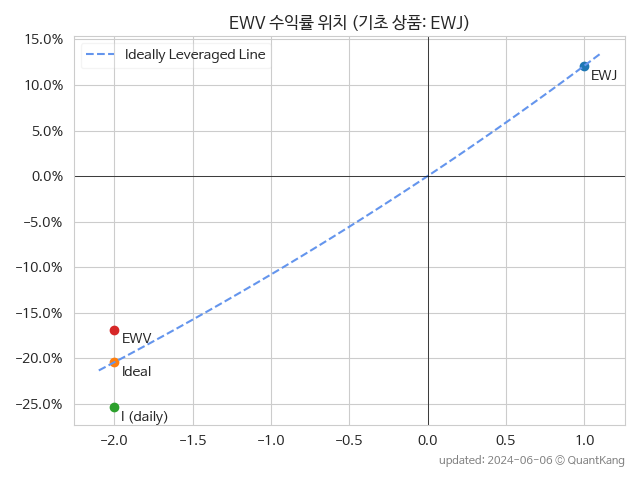 EWV 수익률 위치 (기초 상품: EWJ)
15.0%
10.0%
5.0%
0.0%
−5.0%
−10.0%
−15.0%
−20.0%
−25.0%
Ideally Leveraged Line
EWJ
EWV
Ideal
I (daily)
−2.0 −1.5 −1.0 −0.5 0.0 0.5 1.0
updated: 2024-06-06 © QuantKang